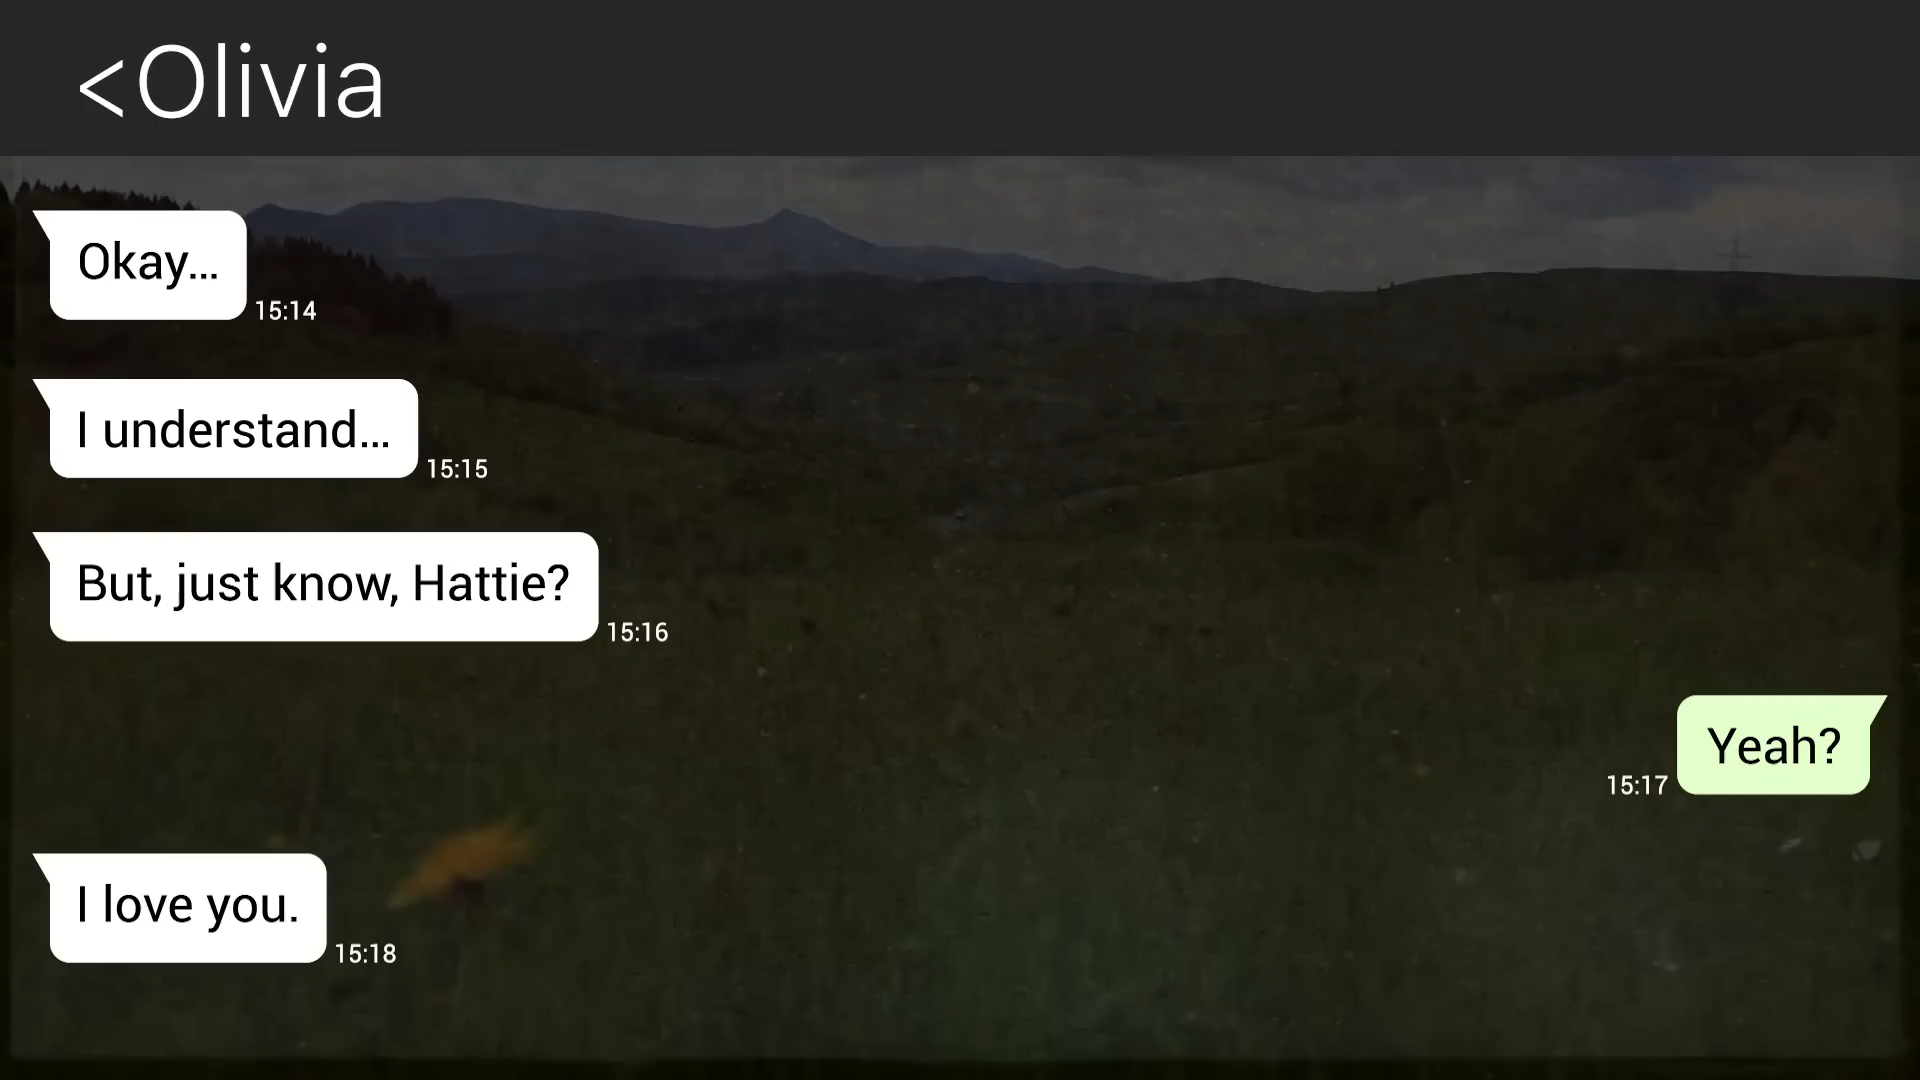 <Olivia
Okay...
15:14
I understand...
15:15
But, just know, Hattie?
15:16
Yeah?
15:17
I love you.
15:18